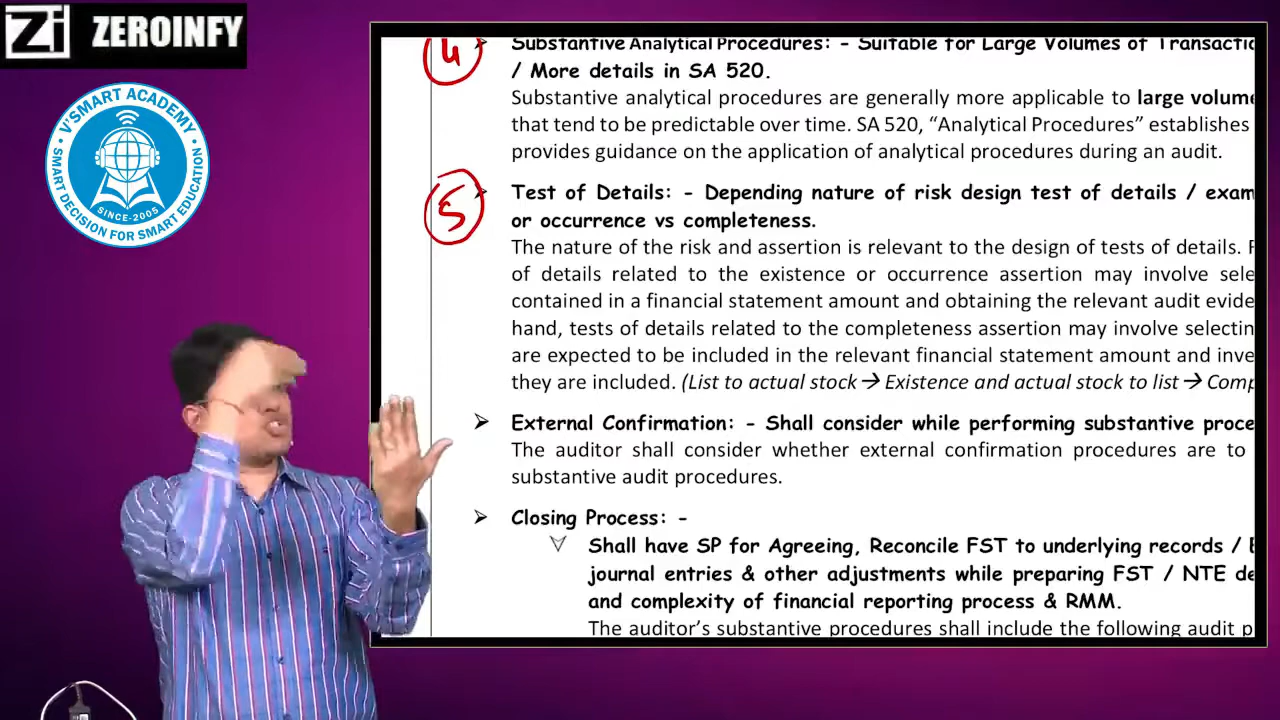 Zi ZEROINFY
V'SMART ACADEMY
SINCE-2005
SMART DECISION FOR SMART EDUCATION
4
Substantive Analytical Procedures: - Suitable for Large Volumes of
/ More details in SA 520.
Substantive analytical procedures are generally more applicable to large
that tend to be predictable over time. SA 520, “Analytical Procedures” establishes
provides guidance on the application of analytical procedures during an audit.
5
Test of Details: - Depending nature of risk design test of details /
or occurrence vs completeness.
The nature of the risk and assertion is relevant to the design of tests of details.
of details related to the existence or occurrence assertion may involve
contained in a financial statement amount and obtaining the relevant audit
hand, tests of details related to the completeness assertion may involve
are expected to be included in the relevant financial statement amount and
they are included. (List to actual stock → Existence and actual stock to list →
➢ External Confirmation: - Shall consider while performing substantive
The auditor shall consider whether external confirmation procedures are to
substantive audit procedures.
➢ Closing Process: -
Shall have SP for Agreeing, Reconcile FST to underlying records /
journal entries & other adjustments while preparing FST / NTE
and complexity of financial reporting process & RMM.
The auditor's substantive procedures shall include the following audit